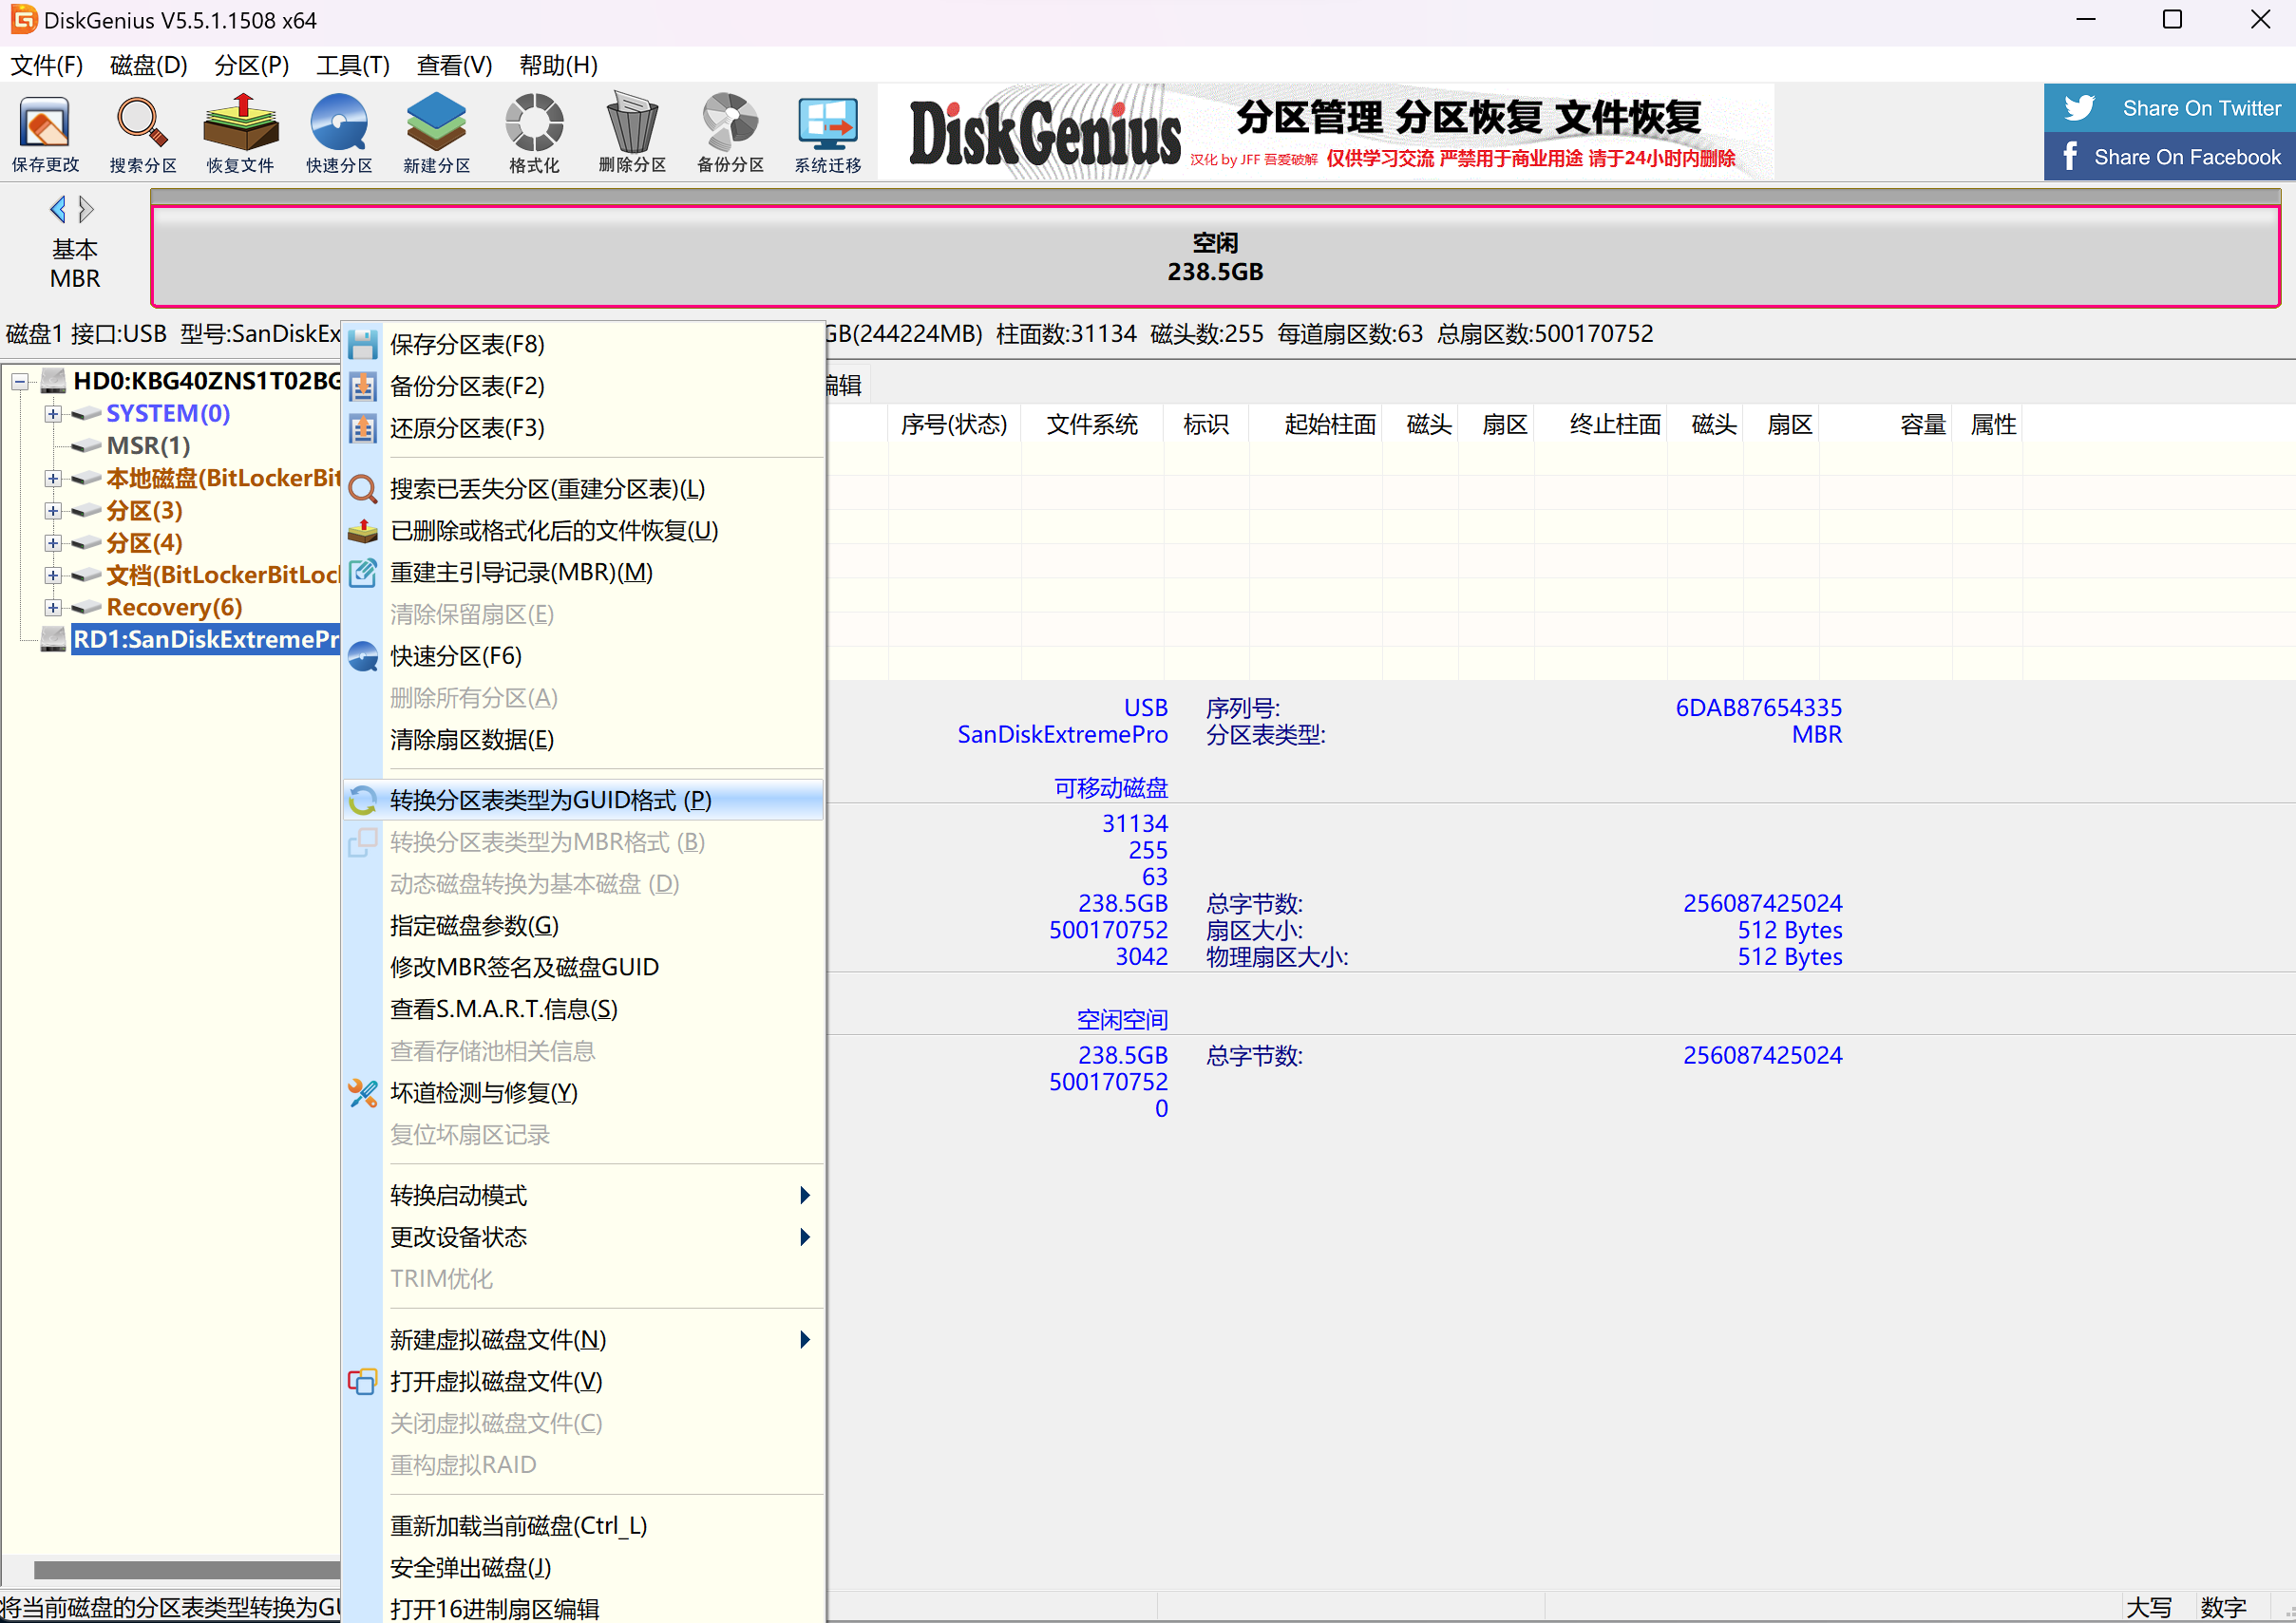 DiskGenius V5.5.1.1508 x64
文件(F) 磁盘(D) 分区(P) 工具(T) 查看(V) 帮助(H)
保存更改 搜索分区 恢复文件 快速分区 新建分区 格式化 删除分区 备份分区 系统迁移
DiskGenius 分区管理 分区恢复 文件恢复
汉化 by JFF 吾爱破解 仅供学习交流 严禁用于商业用途 请于24小时内删除
Share On Twitter
Share On Facebook
基本
MBR
空闲
238.5GB
磁盘1 接口:USB 型号:SanDiskEx
GB(244224MB) 柱面数:31134 磁头数:255 每道扇区数:63 总扇区数:500170752
HD0:KBG40ZNS1T02BG
SYSTEM(0)
MSR(1)
本地磁盘(BitLockerBit
分区(3)
分区(4)
文档(BitLockerBitLoc
Recovery(6)
RD1:SanDiskExtremePr
保存分区表(F8)
备份分区表(F2)
还原分区表(F3)
搜索已丢失分区(重建分区表)(L)
已删除或格式化后的文件恢复(U)
重建主引导记录(MBR)(M)
清除保留扇区(E)
快速分区(F6)
删除所有分区(A)
清除扇区数据(E)
转换分区表类型为GUID格式 (P)
转换分区表类型为MBR格式 (B)
动态磁盘转换为基本磁盘 (D)
指定磁盘参数(G)
修改MBR签名及磁盘GUID
查看S.M.A.R.T.信息(S)
查看存储池相关信息
坏道检测与修复(Y)
复位坏扇区记录
转换启动模式
更改设备状态
TRIM优化
新建虚拟磁盘文件(N)
打开虚拟磁盘文件(V)
关闭虚拟磁盘文件(C)
重构虚拟RAID
重新加载当前磁盘(Ctrl_L)
安全弹出磁盘(J)
打开16进制扇区编辑
编辑
序号(状态) 文件系统 标识 起始柱面 磁头 扇区 终止柱面 磁头 扇区 容量 属性
USB 序列号: 6DAB87654335
SanDiskExtremePro 分区表类型: MBR
可移动磁盘
31134
255
63
238.5GB 总字节数: 256087425024
500170752 扇区大小: 512 Bytes
3042 物理扇区大小: 512 Bytes
空闲空间
238.5GB 总字节数: 256087425024
500170752
0
将当前磁盘的分区表类型转换为GU
大写 数字